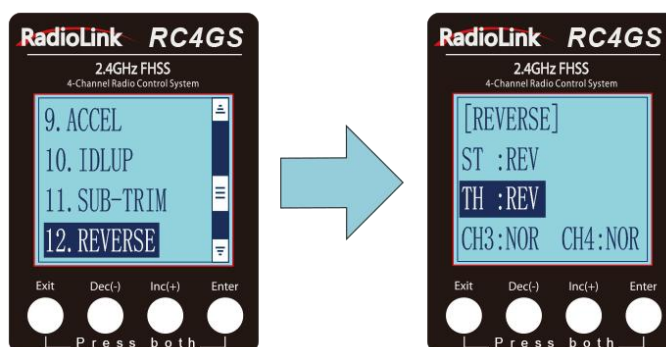 RadioLink RC4GS
2.4GHz FHSS
4-Channel Radio Control System
9. ACCEL
10. IDLUP
11. SUB-TRIM
12. REVERSE
Exit Dec(-) Inc(+) Enter
Press both
RadioLink RC4GS
2.4GHz FHSS
4-Channel Radio Control System
[REVERSE]
ST :REV
TH :REV
CH3:NOR CH4:NOR
Exit Dec(-) Inc(+) Enter
Press both